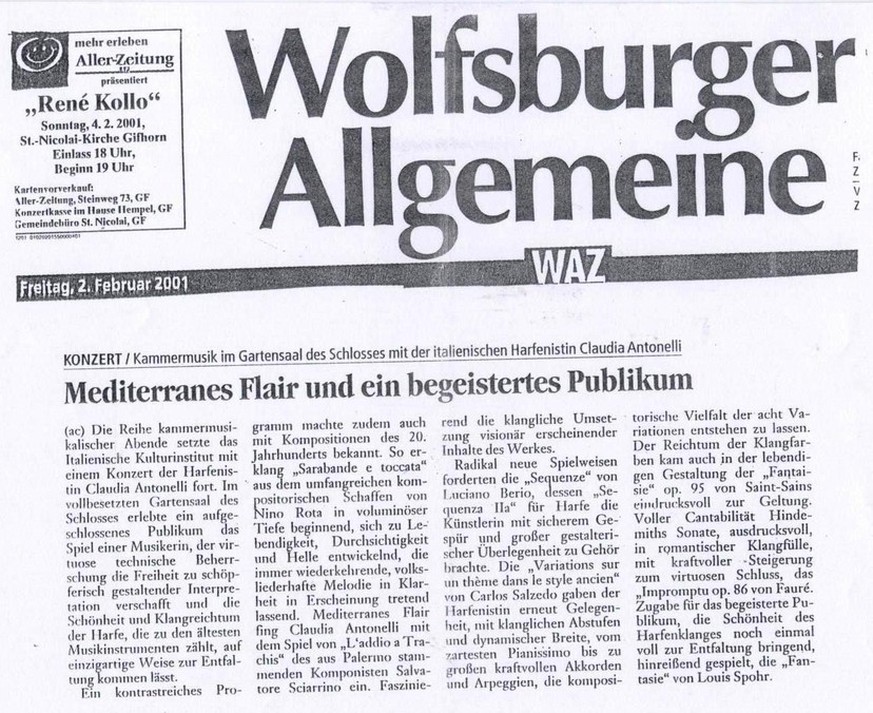 mehr erleben
Aller-Zeitung
präsentiert
„René Kollo“
Sonntag, 4. 2. 2001,
St.-Nicolai-Kirche Gifhorn
Einlass 18 Uhr,
Beginn 19 Uhr
Kartenvorverkauf:
Aller-Zeitung, Steinweg 73, GF
Konzertkasse im Hause Hempel, GF
Gemeindebüro St. Nicolai, GF
Wolfsburger
Allgemeine
F.
Z
V
Z
WAZ
Freitag, 2. Februar 2001
KONZERT / Kammermusik im Gartensaal des Schlosses mit der italienischen Harfenistin Claudia Antonelli
Mediterranes Flair und ein begeistertes Publikum
(ac) Die Reihe kammermusi-
kalischer Abende setzte das
Italienische Kulturinstitut mit
einem Konzert der Harfenis-
tin Claudia Antonelli fort. Im
vollbesetzten Gartensaal des
Schlosses erlebte ein aufge-
schlossenes Publikum das
Spiel einer Musikerin, der vir-
tuose technische Beherr-
schung die Freiheit zu schöp-
ferisch gestaltender Interpre-
tation verschafft und die
Schönheit und Klangreichtum
der Harfe, die zu den ältesten
Musikinstrumenten zählt, auf
einzigartige Weise zur Entfal-
tung kommen lässt.
Ein kontrastreiches Pro-
gramm machte zudem auch
mit Kompositionen des 20.
Jahrhunderts bekannt. So er-
klang „Sarabande e toccata“
aus dem umfangreichen kom-
positorischen Schaffen von
Nino Rota in voluminöser
Tiefe beginnend, sich zu Le-
bendigkeit, Durchsichtigkeit
und Helle entwickelnd, die
immer wiederkehrende, volks-
liederhafte Melodie in Klar-
heit in Erscheinung tretend
lassend. Mediterranes Flair
fing Claudia Antonelli mit
dem Spiel von „L'addio a Tra-
chis“ des aus Palermo stam-
menden Komponisten Salva-
tore Sciarrino ein. Faszinie-
rend die klangliche Umset-
zung visionär erscheinender
Inhalte des Werkes.
Radikal neue Spielweisen
forderten die „Sequenze“ von
Luciano Berio, dessen „Se-
quenza IIa“ für Harfe die
Künstlerin mit sicherem Ge-
spür und großer gestalteri-
scher Überlegenheit zu Gehör
brachte. Die „Variations sur
un thème dans le style ancien“
von Carlos Salzedo gaben der
Harfenistin erneut Gelegen-
heit, mit klanglichen Abstufen
und dynamischer Breite, vom
zartesten Pianissimo bis zu
großen kraftvollen Akkorden
und Arpeggien, die komposi-
torische Vielfalt der acht Va-
riationen entstehen zu lassen.
Der Reichtum der Klangfar-
ben kam auch in der lebendi-
gen Gestaltung der „Fantai-
sie“ op. 95 von Saint-Sains
eindrucksvoll zur Geltung.
Voller Cantabilität Hinde-
miths Sonate, ausdrucksvoll,
in romantischer Klangfülle,
mit kraftvoller Steigerung
zum virtuosen Schluss, das
„Impromptu op. 86 von Fauré.
Zugabe für das begeisterte Pu-
blikum, die Schönheit des
Harfenklanges noch einmal
voll zur Entfaltung bringend,
hinreißend gespielt, die „Fan-
tasie“ von Louis Spohr.